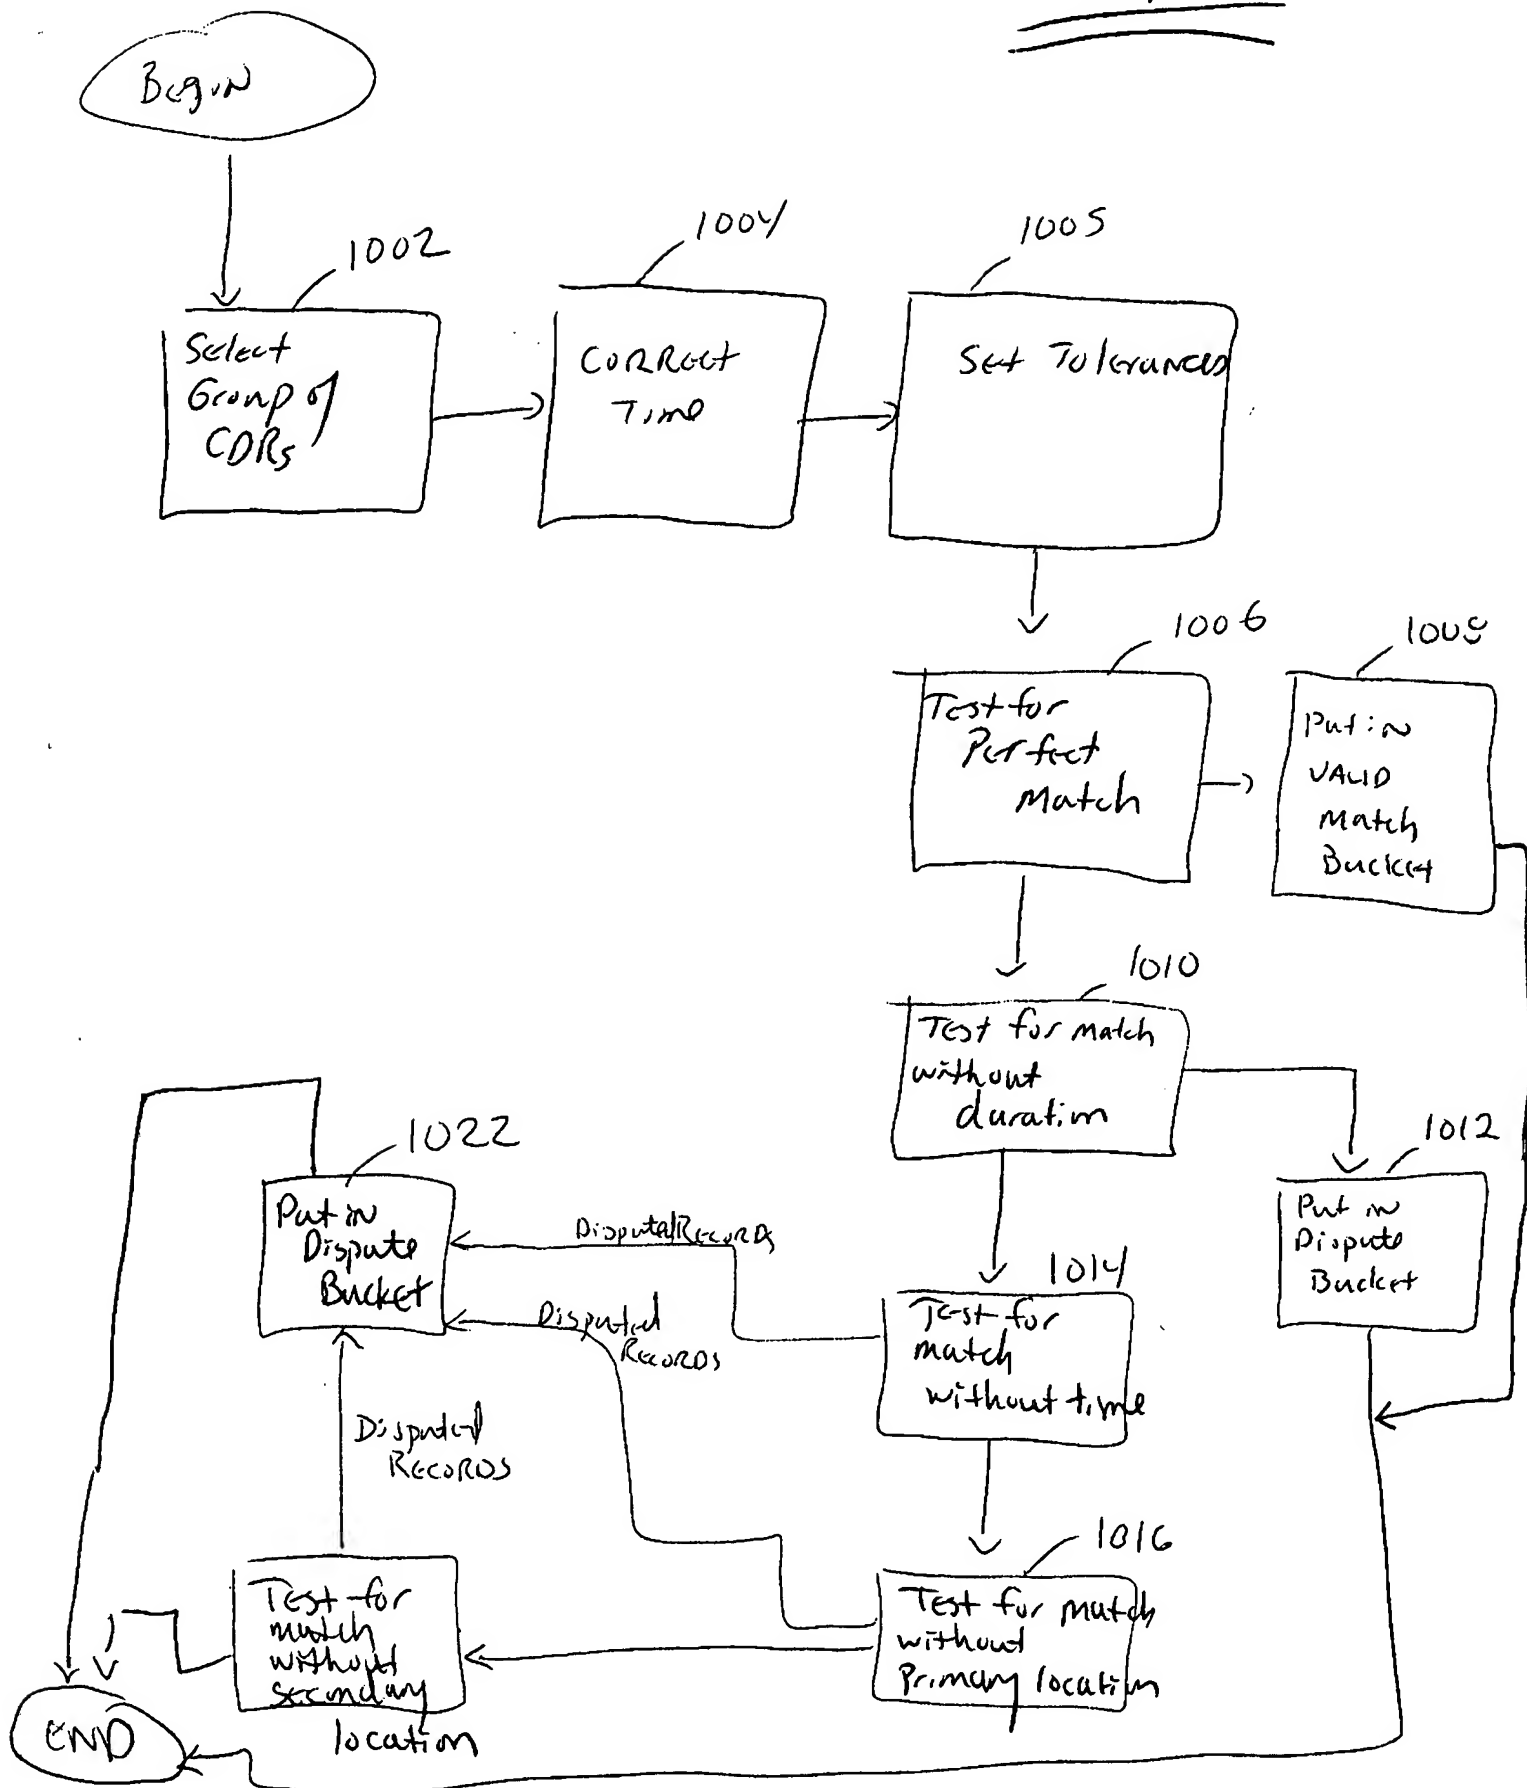 Begin
1002
1004
1005
Select
Group of
CDRs
CORRECT
Time
Set Tolerances
1006
1008
Test for
Perfect
Match
Put in
VALID
Match
Bucket
1010
Test for match
without
duration
1022
1012
Put in
Dispute
Bucket
Disputed RECORDS
Put in
Dispute
Bucket
1014
Disputed
RECORDS
Test for
match
without time
Disputed
RECORDS
1016
Test for
match
without
secondary
location
Test for match
without
Primary location
END